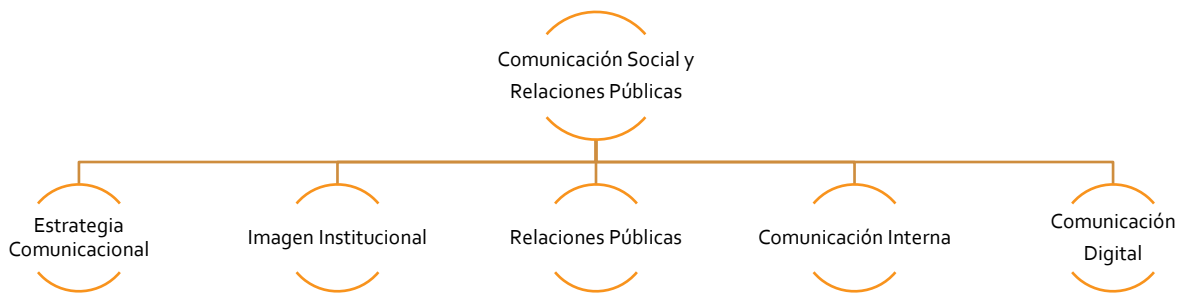 Comunicación Social y
Relaciones Públicas
Estrategia
Comunicacional
Imagen Institucional
Relaciones Públicas
Comunicación Interna
Comunicación
Digital